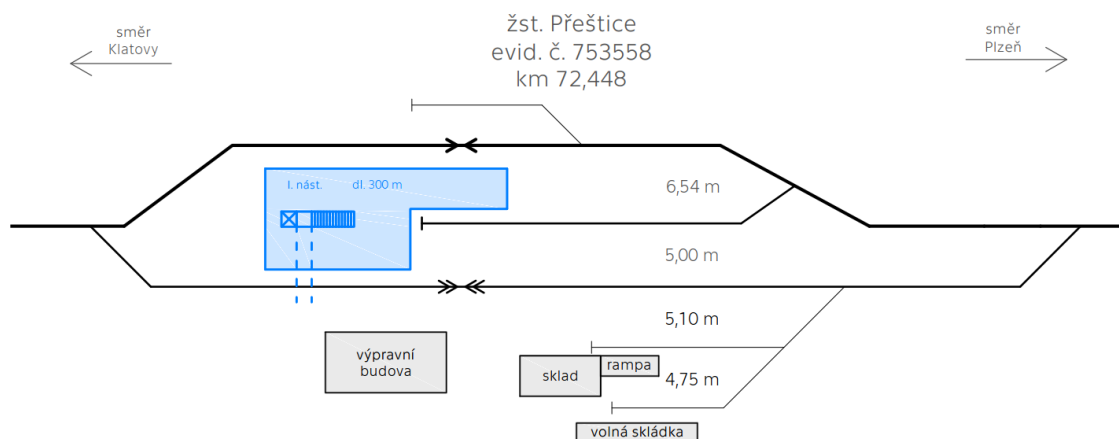 žst. Přeštice
evid. č. 753558
km 72,448
směr
Klatovy
směr
Plzeň
I. nást. dl. 300 m
6,54 m
5,00 m
5,10 m
výpravní
budova
sklad
rampa
4,75 m
volná skládka